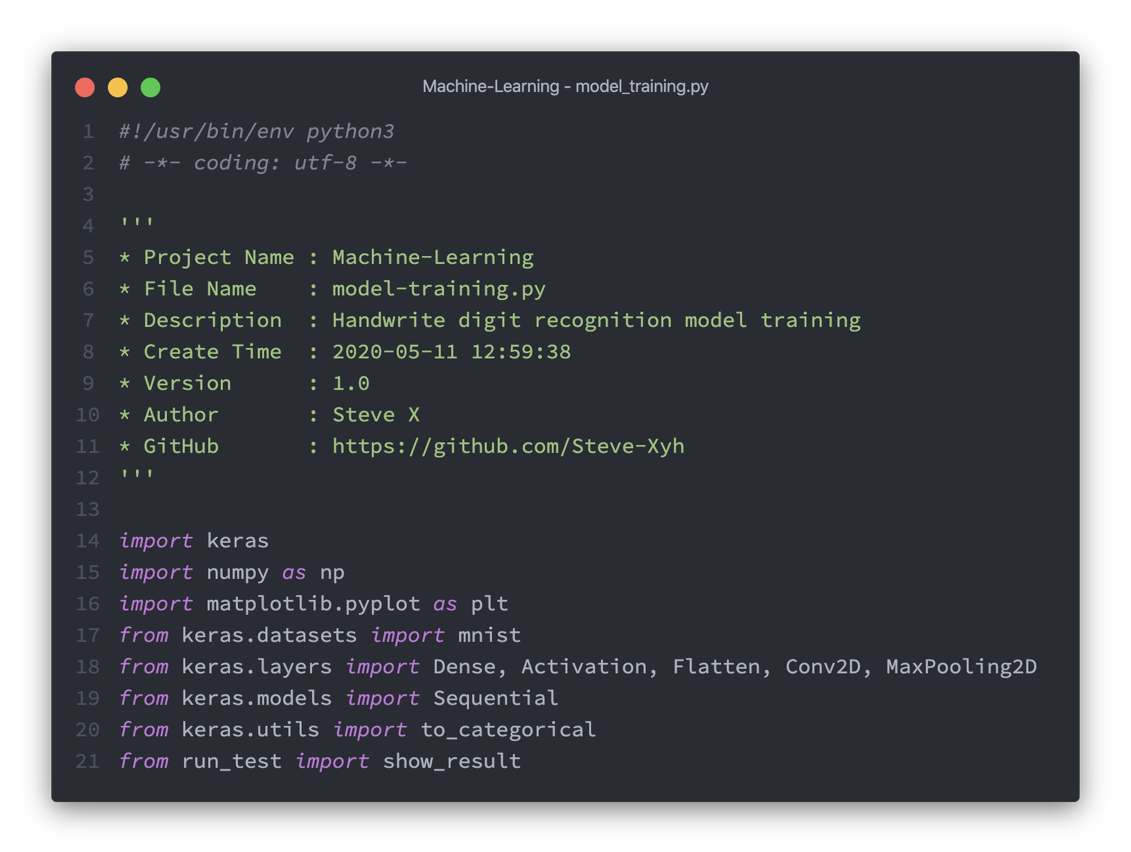 Machine-Learning - model_training.py
1 #!/usr/bin/env python3
2 # -*- coding: utf-8 -*-
3
4 '''
5 * Project Name : Machine-Learning
6 * File Name    : model-training.py
7 * Description  : Handwrite digit recognition model training
8 * Create Time  : 2020-05-11 12:59:38
9 * Version      : 1.0
10 * Author       : Steve X
11 * GitHub       : https://github.com/Steve-Xyh
12 '''
13
14 import keras
15 import numpy as np
16 import matplotlib.pyplot as plt
17 from keras.datasets import mnist
18 from keras.layers import Dense, Activation, Flatten, Conv2D, MaxPooling2D
19 from keras.models import Sequential
20 from keras.utils import to_categorical
21 from run_test import show_result